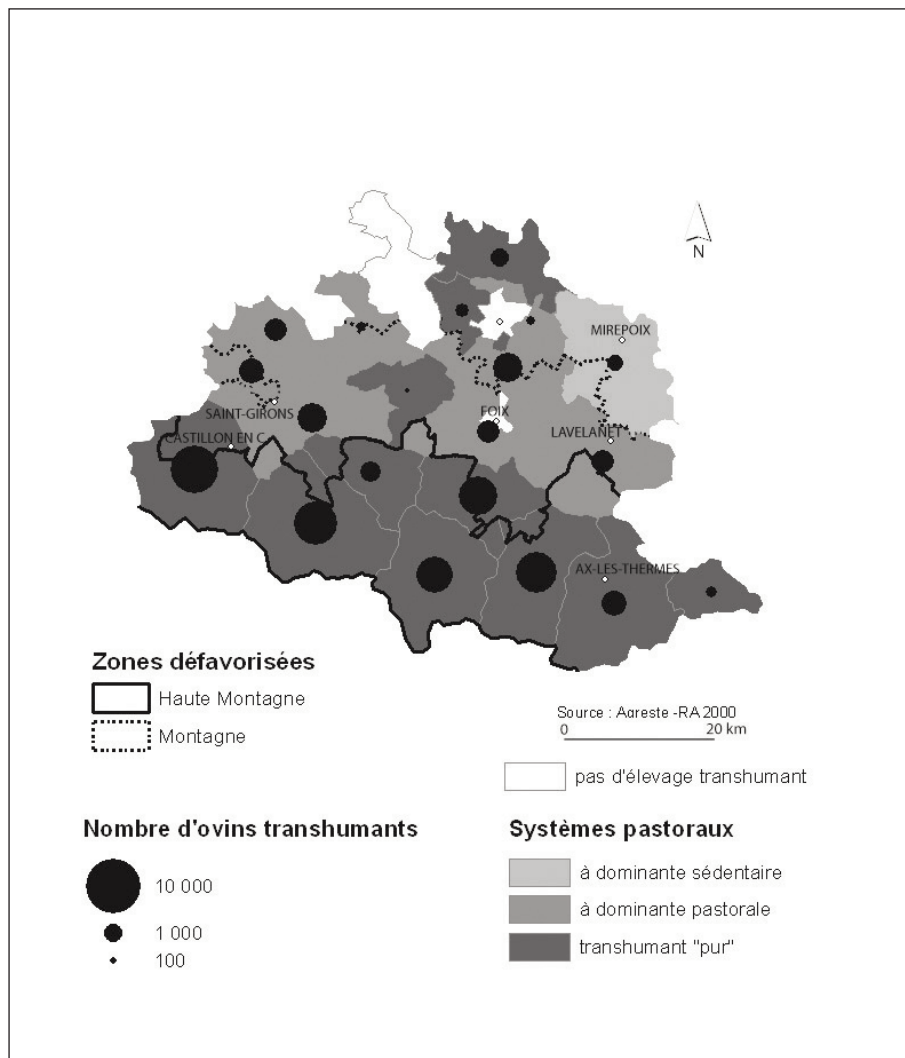 N
MIREPOIX
SAINT-GIRONS
FOIX
CASTILLON EN C.
LAVELANET
AX-LES-THERMES
Zones défavorisées
Haute Montagne
Montagne
Source : Agreste -RA 2000
0 20 km
pas d'élevage transhumant
Nombre d'ovins transhumants
10 000
1 000
100
Systèmes pastoraux
à dominante sédentaire
à dominante pastorale
transhumant "pur"